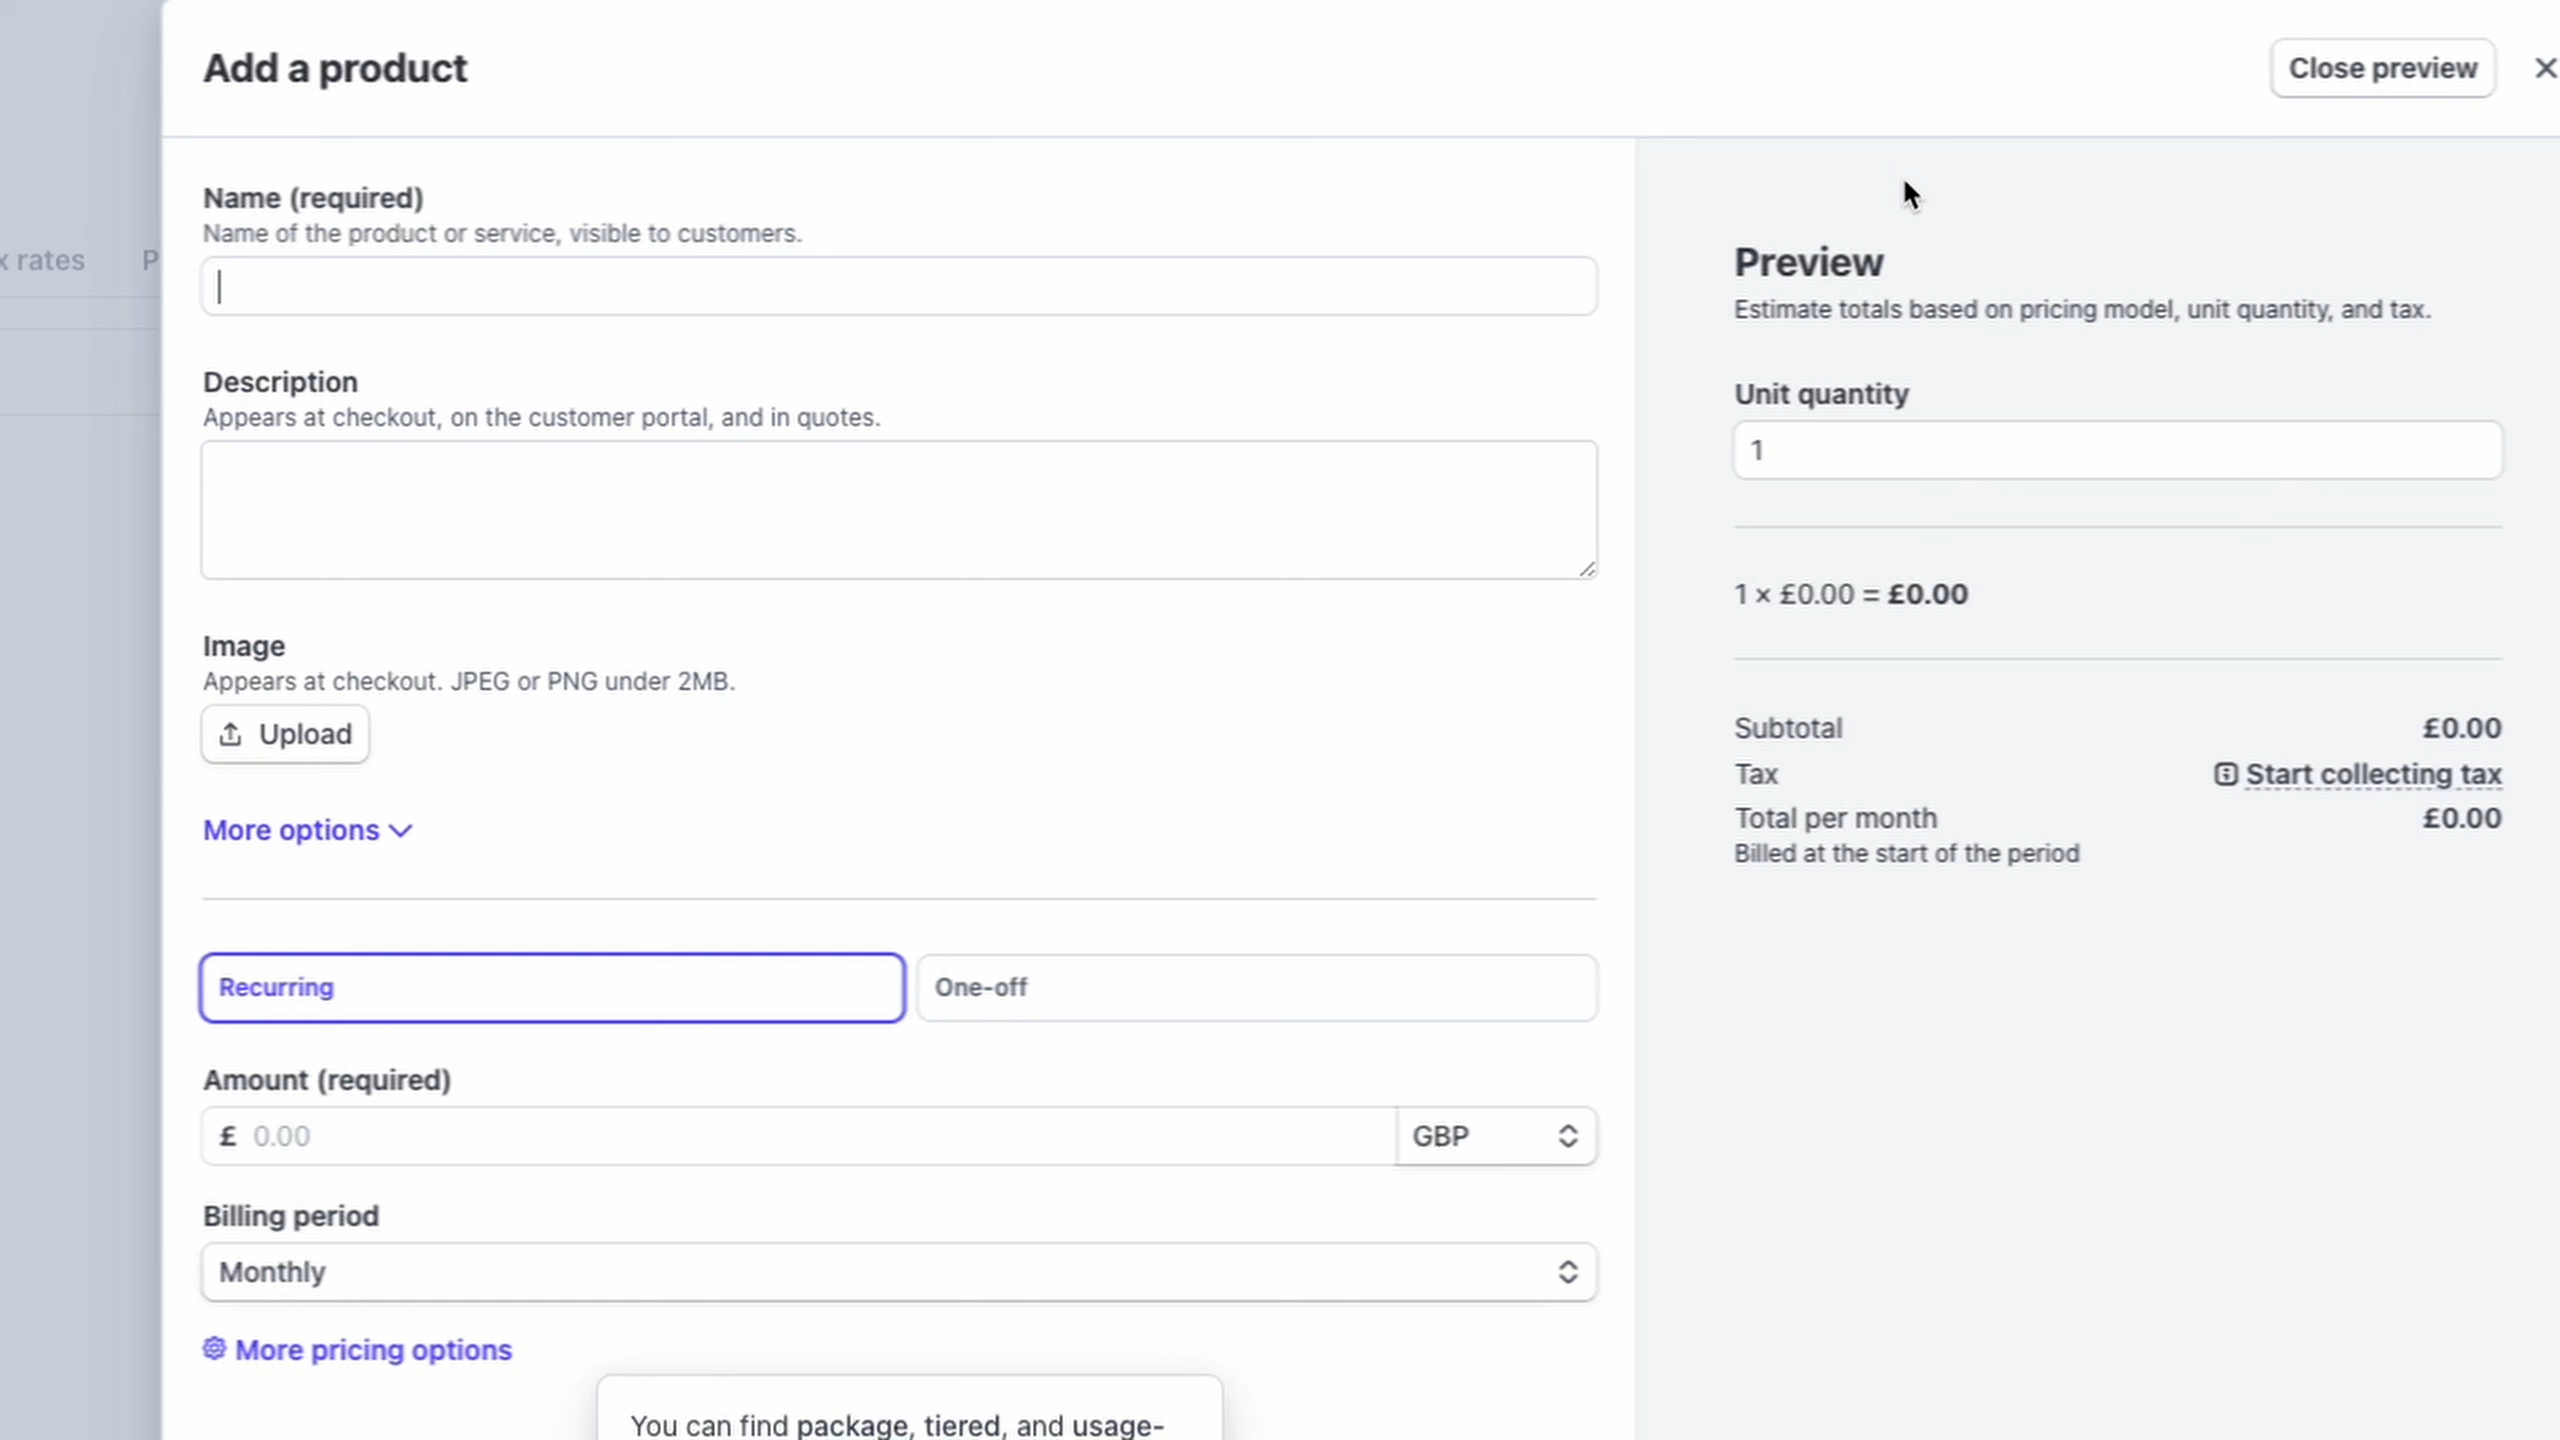 Add a product
Close preview
x rates
Name (required)
Name of the product or service, visible to customers.
Description
Appears at checkout, on the customer portal, and in quotes.
Image
Appears at checkout. JPEG or PNG under 2MB.
Upload
More options
Recurring
One-off
Amount (required)
£ 0.00
GBP
Billing period
Monthly
More pricing options
You can find package, tiered, and usage-
Preview
Estimate totals based on pricing model, unit quantity, and tax.
Unit quantity
1
1 × £0.00 = £0.00
Subtotal £0.00
Tax Start collecting tax
Total per month £0.00
Billed at the start of the period